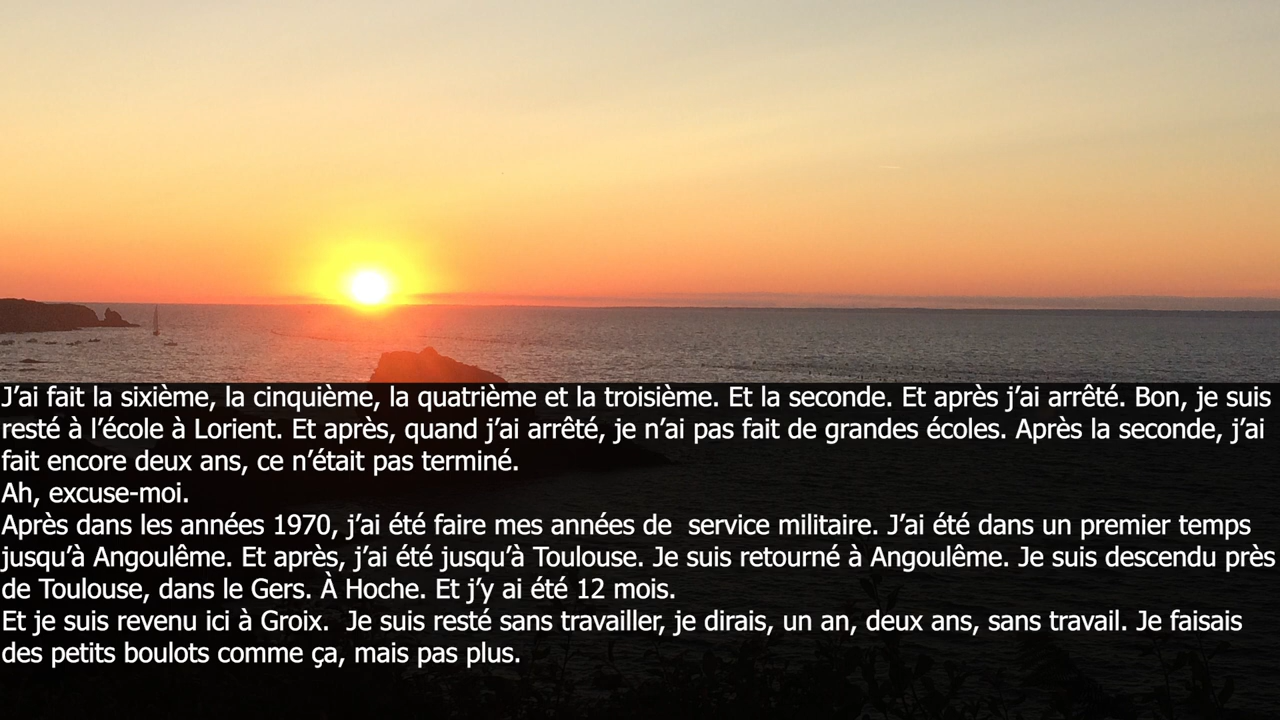 J’ai fait la sixième, la cinquième, la quatrième et la troisième. Et la seconde. Et après j’ai arrêté. Bon, je suis
resté à l’école à Lorient. Et après, quand j’ai arrêté, je n’ai pas fait de grandes écoles. Après la seconde, j’ai
fait encore deux ans, ce n’était pas terminé.
Ah, excuse-moi.
Après dans les années 1970, j’ai été faire mes années de  service militaire. J’ai été dans un premier temps
jusqu’à Angoulême. Et après, j’ai été jusqu’à Toulouse. Je suis retourné à Angoulême. Je suis descendu près
de Toulouse, dans le Gers. À Hoche. Et j’y ai été 12 mois.
Et je suis revenu ici à Groix.  Je suis resté sans travailler, je dirais, un an, deux ans, sans travail. Je faisais
des petits boulots comme ça, mais pas plus.